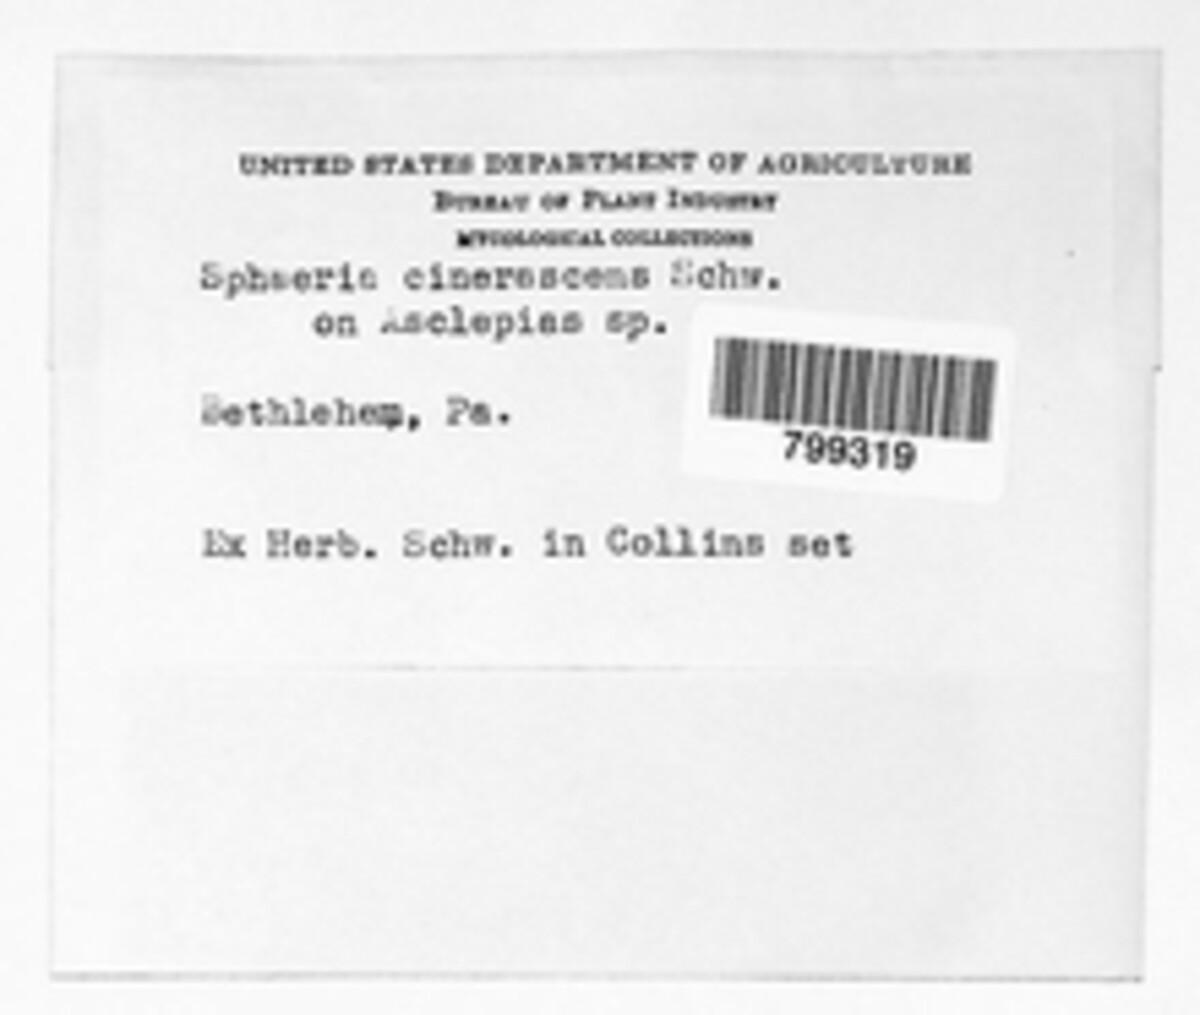 UNITED STATES DEPARTMENT OF AGRICULTURE
BUREAU OF PLANT INDUSTRY
MYCOLOGICAL COLLECTIONS
Sphaeria cinerascens Schw.
on Asclepias sp.
Bethlehem, Pa.
799319
Ex Herb. Schw. in Collins set